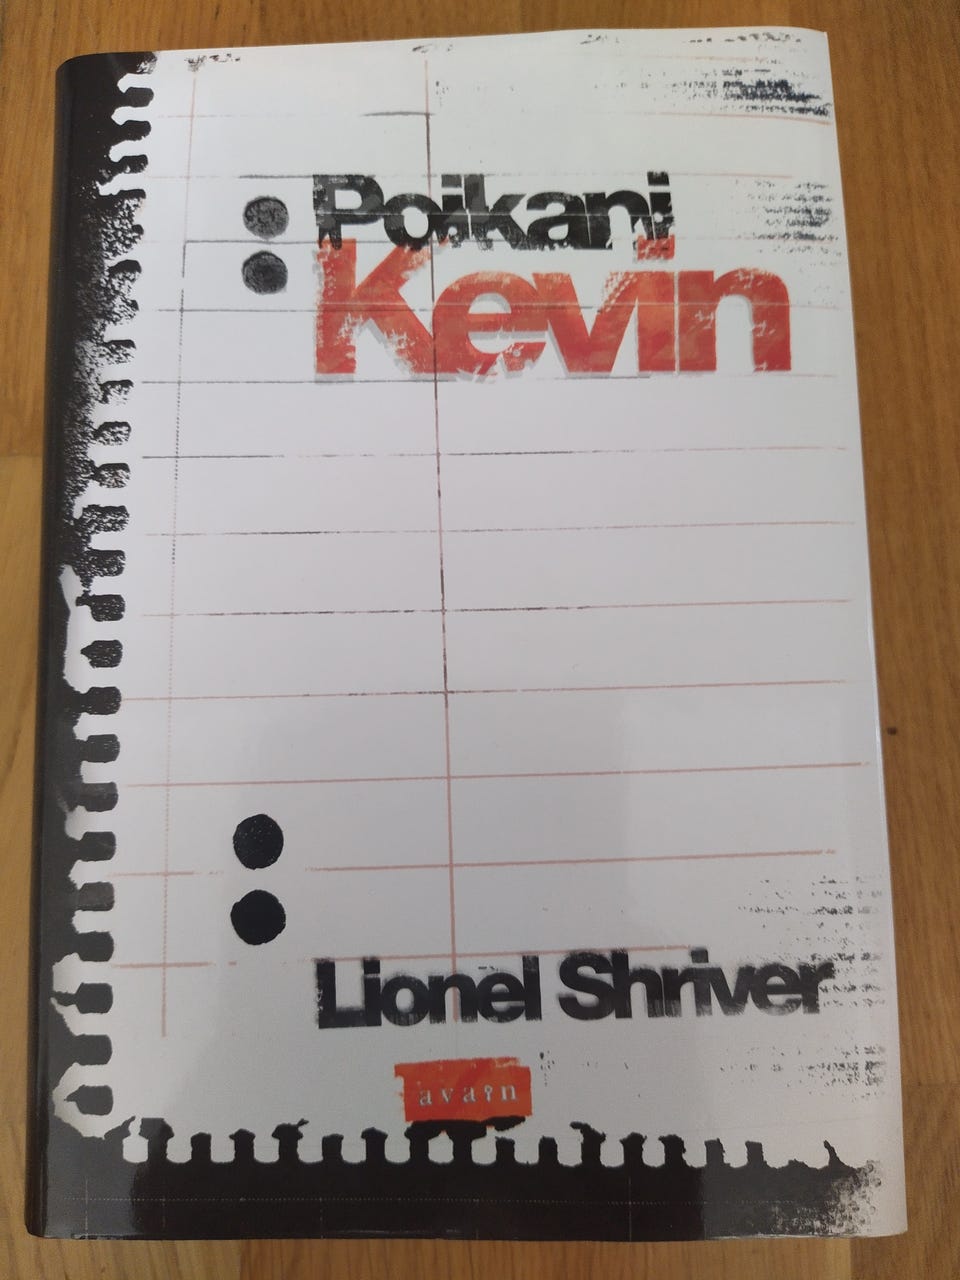 Poikani
Kevin
Lionel Shriver
avain